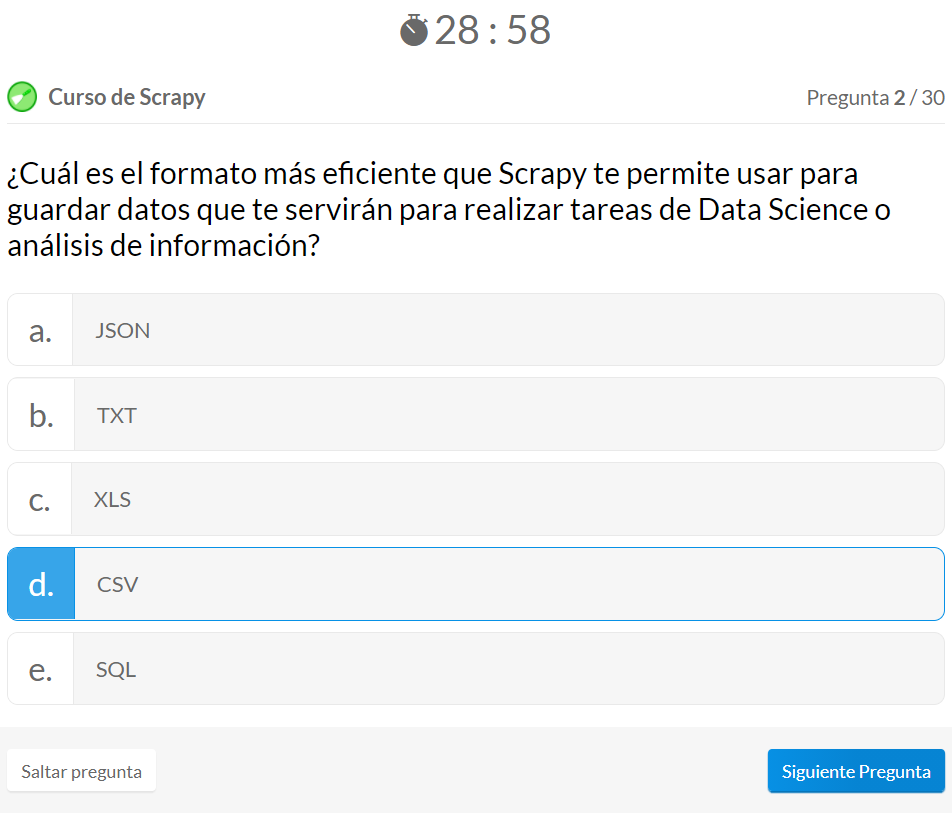 28 : 58
Curso de Scrapy
Pregunta 2 / 30
¿Cuál es el formato más eficiente que Scrapy te permite usar para
guardar datos que te servirán para realizar tareas de Data Science o
análisis de información?
a. JSON
b. TXT
c. XLS
d. CSV
e. SQL
Saltar pregunta
Siguiente Pregunta